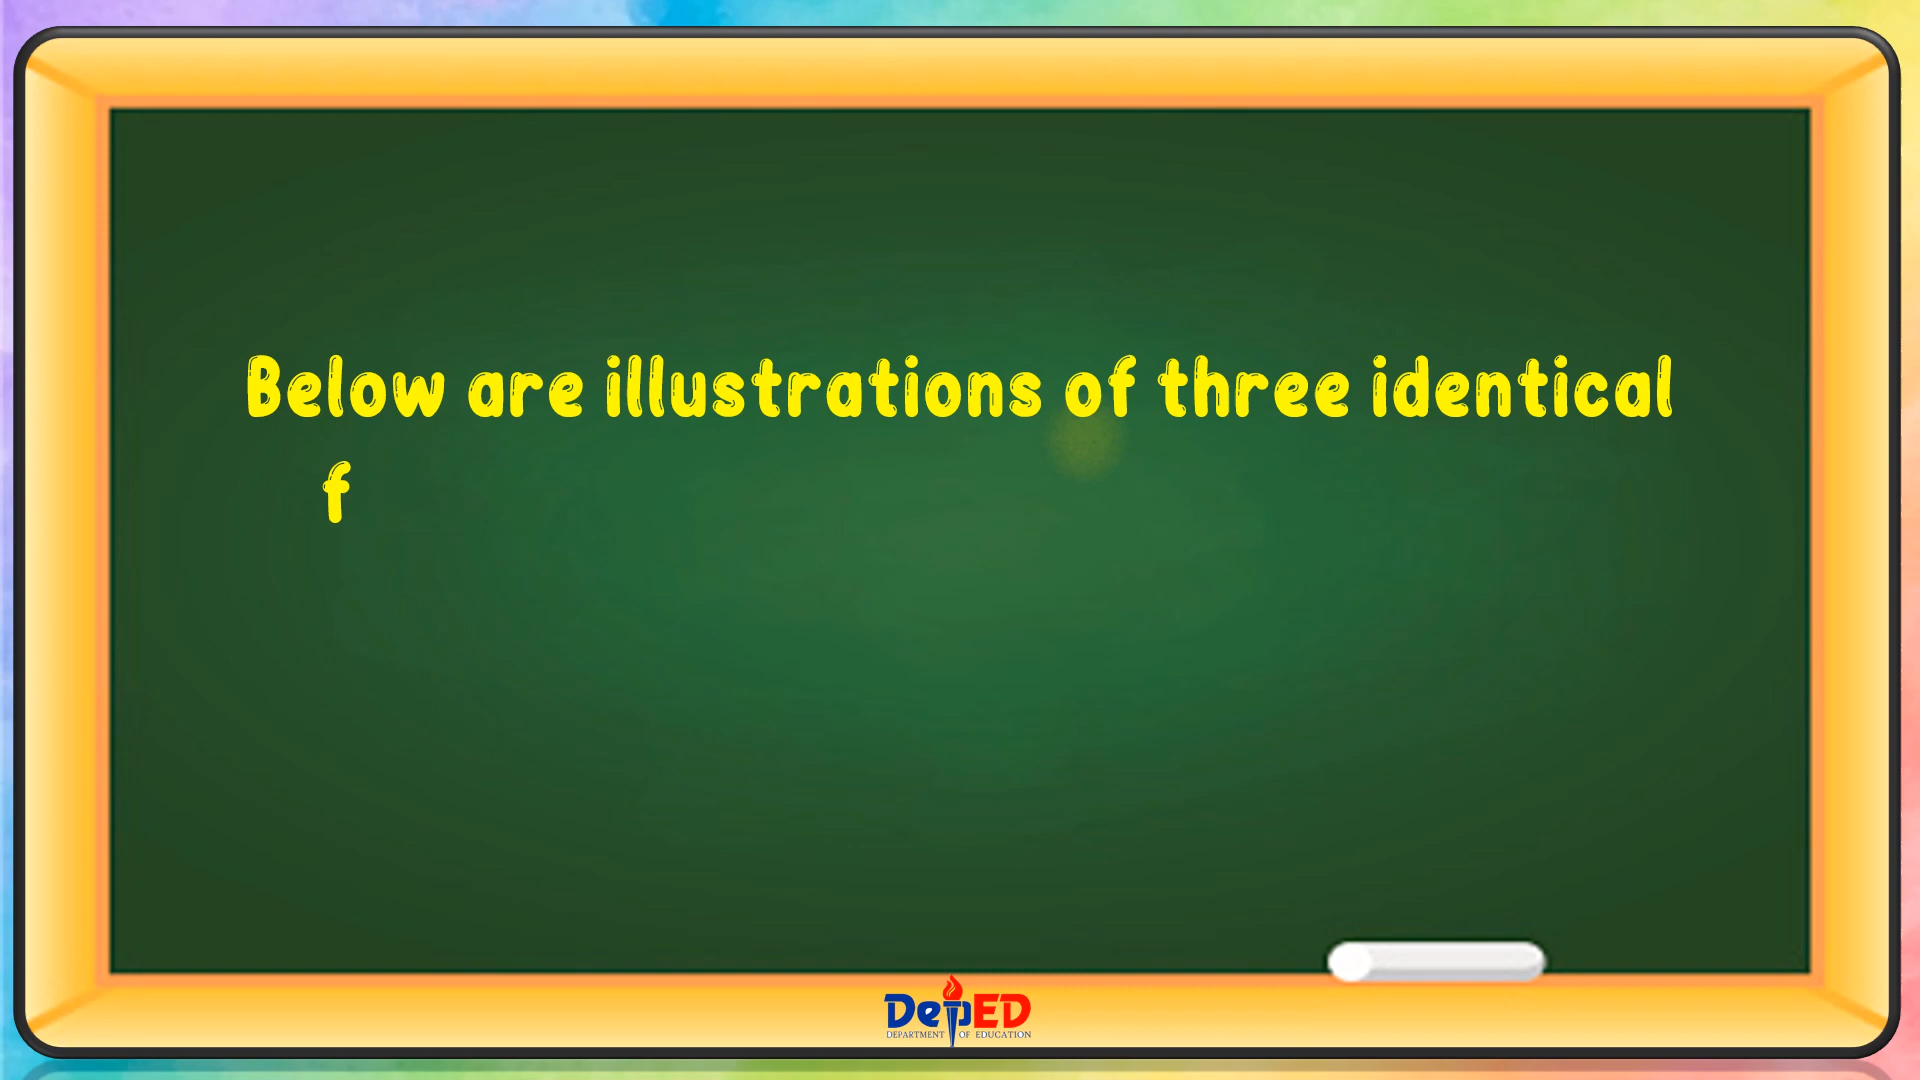 Below are illustrations of three identical
f
DepED
DEPARTMENT OF EDUCATION